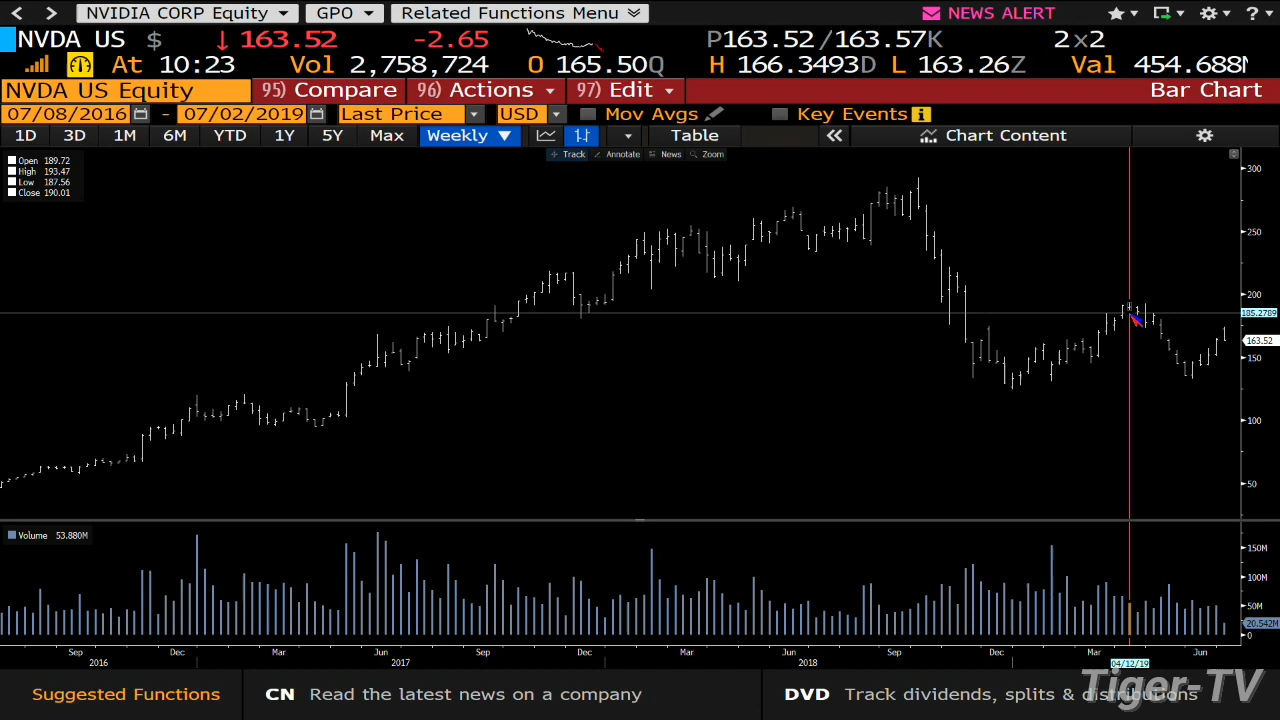 NVIDIA CORP Equity GPO Related Functions Menu NEWS ALERT ?
NVDA US $ ↓ 163.52 -2.65 P163.52 /163.57K 2×2
At 10:23 Vol 2,758,724 O 165.50Q H 166.3493D L 163.26Z Val 454.688M
NVDA US Equity 95) Compare 96) Actions 97) Edit Bar Chart
07/08/2016 - 07/02/2019 Last Price USD Mov Avgs Key Events i
1D 3D 1M 6M YTD 1Y 5Y Max Weekly ▼ Table « Chart Content
Track Annotate News Zoom
Open 189.72
High 193.47
Low 187.56
Close 190.01
300
250
200
185.2789
163.52
150
100
50
Volume 53.880M
150M
100M
50M
20.542M
0
Sep Dec Mar Jun Sep Dec Mar Jun Sep Dec Mar Jun
2016 2017 2018 04/12/19
Suggested Functions CN Read the latest news on a company DVD Track dividends, splits & distributions
Tiger-TV